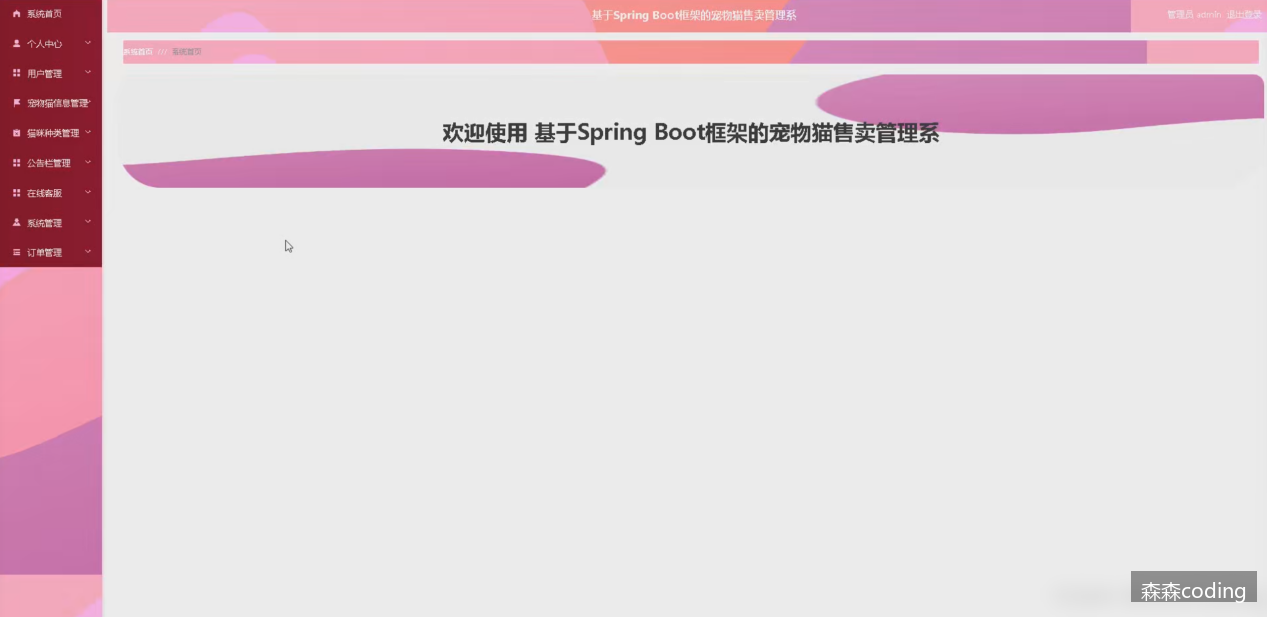 系统首页
个人中心
用户管理
宠物猫信息管理
猫咪种类管理
公告栏管理
在线客服
系统管理
订单管理
基于Spring Boot框架的宠物猫售卖管理系
管理员 admin 退出登录
系统首页 /// 系统首页
欢迎使用 基于Spring Boot框架的宠物猫售卖管理系
森森coding